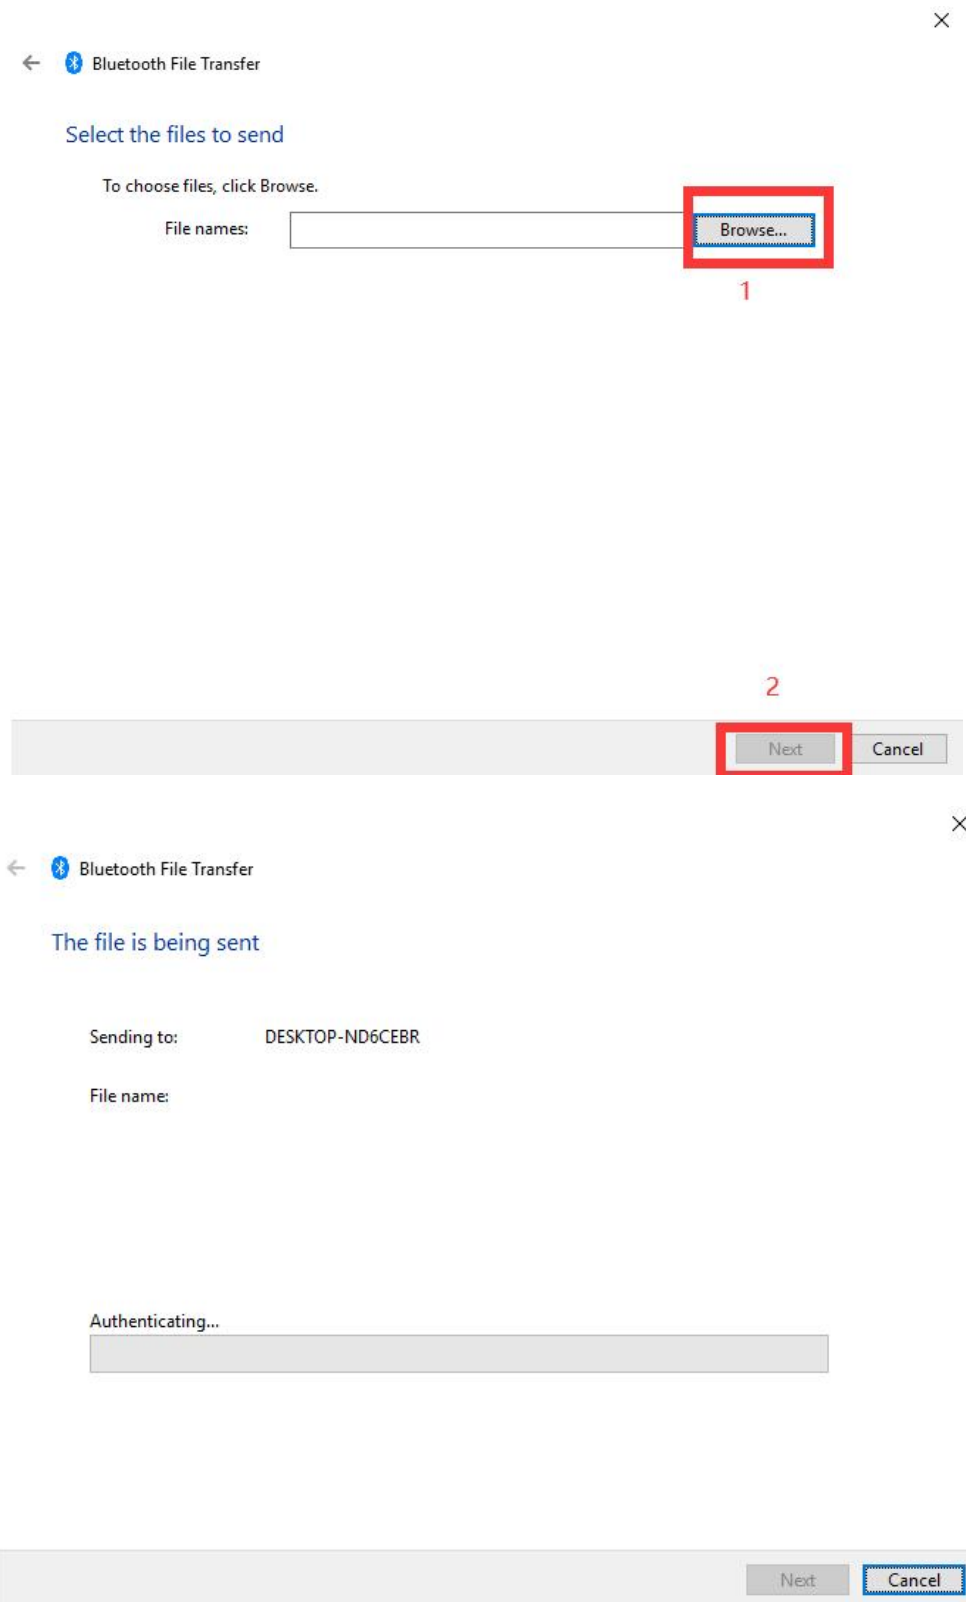 Bluetooth File Transfer
Select the files to send
To choose files, click Browse.
File names: Browse...
1
2
Next Cancel
Bluetooth File Transfer
The file is being sent
Sending to: DESKTOP-ND6CEBR
File name:
Authenticating...
Next Cancel